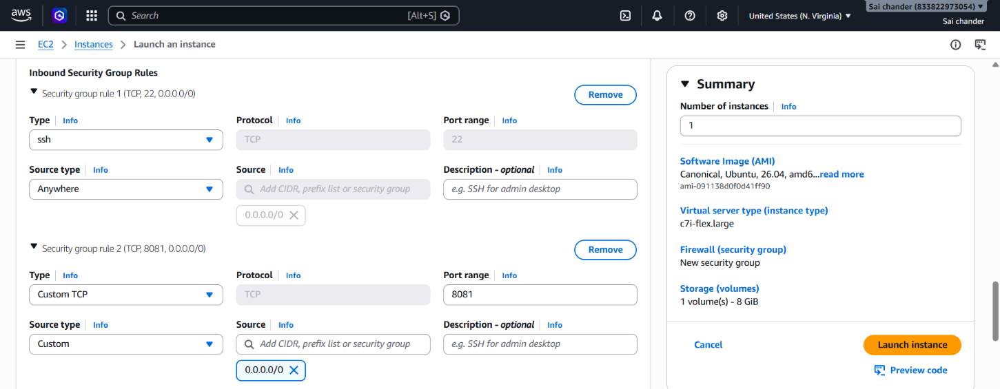 aws
Search [Alt+S]
United States (N. Virginia)
Sai chander (833822973054)
Sai chander
EC2 > Instances > Launch an instance
Inbound Security Group Rules
Security group rule 1 (TCP, 22, 0.0.0.0/0)
Remove
Type Info Protocol Info Port range Info
ssh TCP 22
Source type Info Source Info Description - optional Info
Anywhere Add CIDR, prefix list or security group e.g. SSH for admin desktop
0.0.0.0/0
Security group rule 2 (TCP, 8081, 0.0.0.0/0)
Remove
Type Info Protocol Info Port range Info
Custom TCP TCP 8081
Source type Info Source Info Description - optional Info
Custom Add CIDR, prefix list or security group e.g. SSH for admin desktop
0.0.0.0/0
Summary
Number of instances Info
1
Software Image (AMI)
Canonical, Ubuntu, 26.04, amd6...read more
ami-091138d0f0d41ff90
Virtual server type (instance type)
c7i-flex.large
Firewall (security group)
New security group
Storage (volumes)
1 volume(s) - 8 GiB
Cancel Launch instance
Preview code